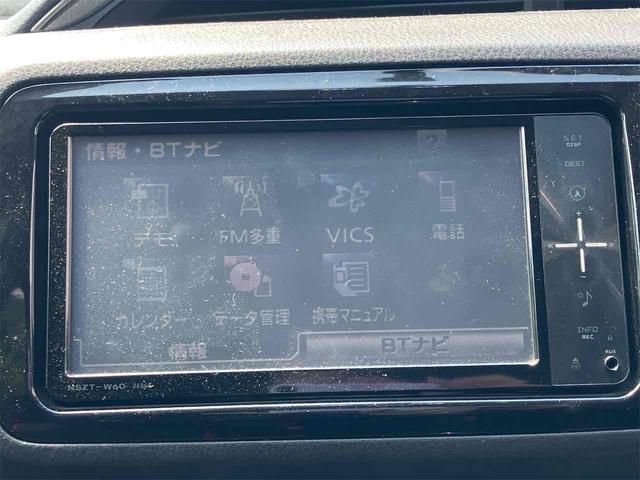 情報・BTナビ ?
デモ FM多重 VICS 電話
カレンダー データ管理 携帯マニュアル
情報 BTナビ
NSZT-W60
SET
DISP
DEST
+
-
INFO
REC
AUX